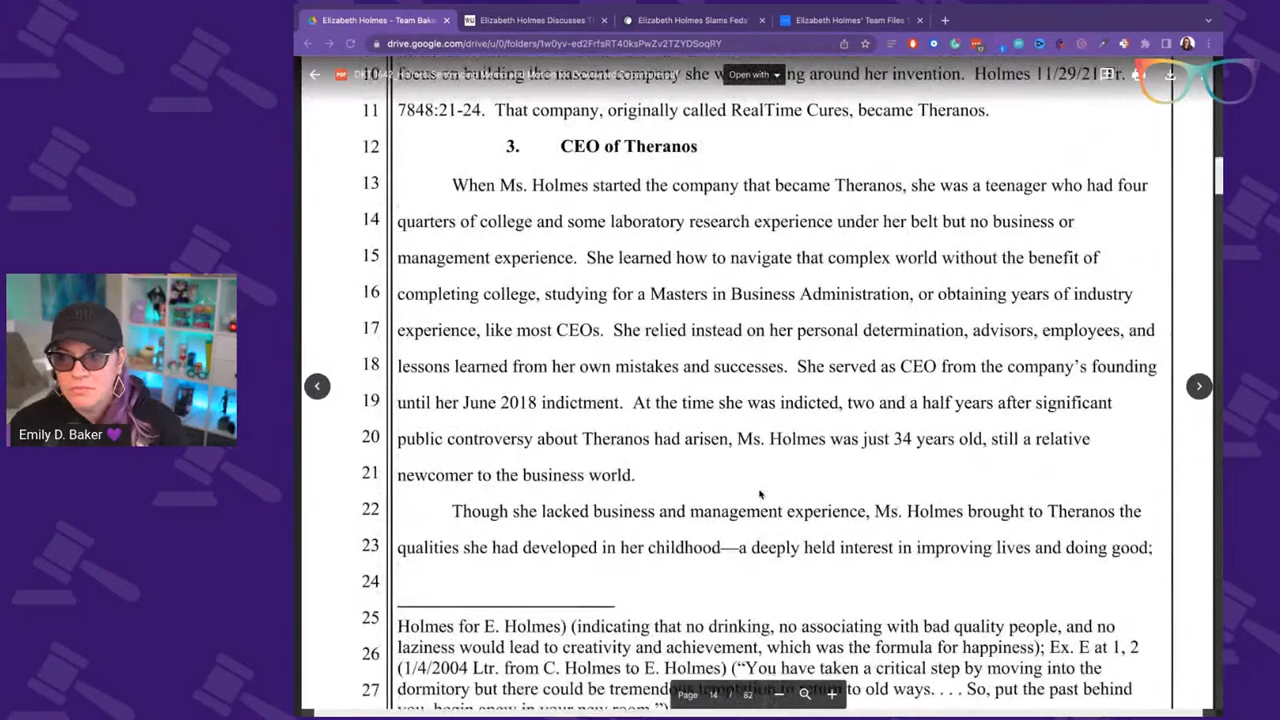 Elizabeth Holmes - Team Bake
Elizabeth Holmes Discusses T
Elizabeth Holmes Slams Feds'
Elizabeth Holmes' Team Files
drive.google.com/drive/u/0/folders/1w0yv-ed2FrfsRT40ksPwZv2TZYDSoqRY
Open with
10 around her invention. Holmes 11/29/21 Tr.
11 7848:21-24. That company, originally called RealTime Cures, became Theranos.
12 3. CEO of Theranos
13 When Ms. Holmes started the company that became Theranos, she was a teenager who had four
14 quarters of college and some laboratory research experience under her belt but no business or
15 management experience. She learned how to navigate that complex world without the benefit of
16 completing college, studying for a Masters in Business Administration, or obtaining years of industry
17 experience, like most CEOs. She relied instead on her personal determination, advisors, employees, and
18 lessons learned from her own mistakes and successes. She served as CEO from the company's founding
19 until her June 2018 indictment. At the time she was indicted, two and a half years after significant
20 public controversy about Theranos had arisen, Ms. Holmes was just 34 years old, still a relative
21 newcomer to the business world.
22 Though she lacked business and management experience, Ms. Holmes brought to Theranos the
23 qualities she had developed in her childhood—a deeply held interest in improving lives and doing good;
24
25 Holmes for E. Holmes) (indicating that no drinking, no associating with bad quality people, and no
laziness would lead to creativity and achievement, which was the formula for happiness); Ex. E at 1, 2
26 (1/4/2004 Ltr. from C. Holmes to E. Holmes) ("You have taken a critical step by moving into the
27 dormitory but there could be tremendous temptation to return to old ways. . . . So, put the past behind
you, begin anew in your new room.")
Page 14 / 82
Emily D. Baker 💜